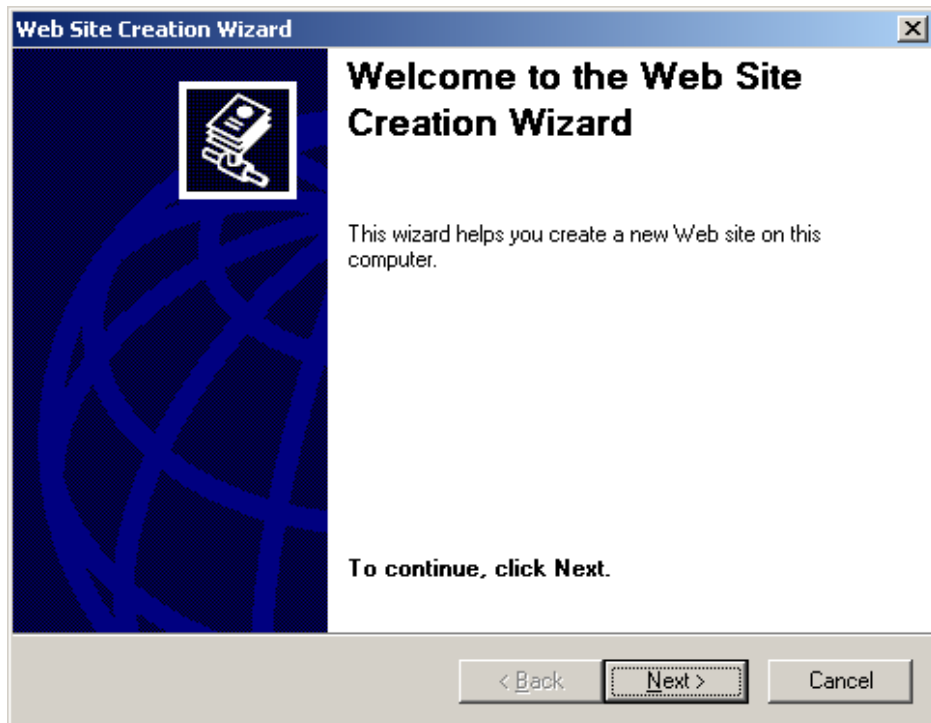 Web Site Creation Wizard
Welcome to the Web Site
Creation Wizard
This wizard helps you create a new Web site on this
computer.
To continue, click Next.
< Back
Next >
Cancel